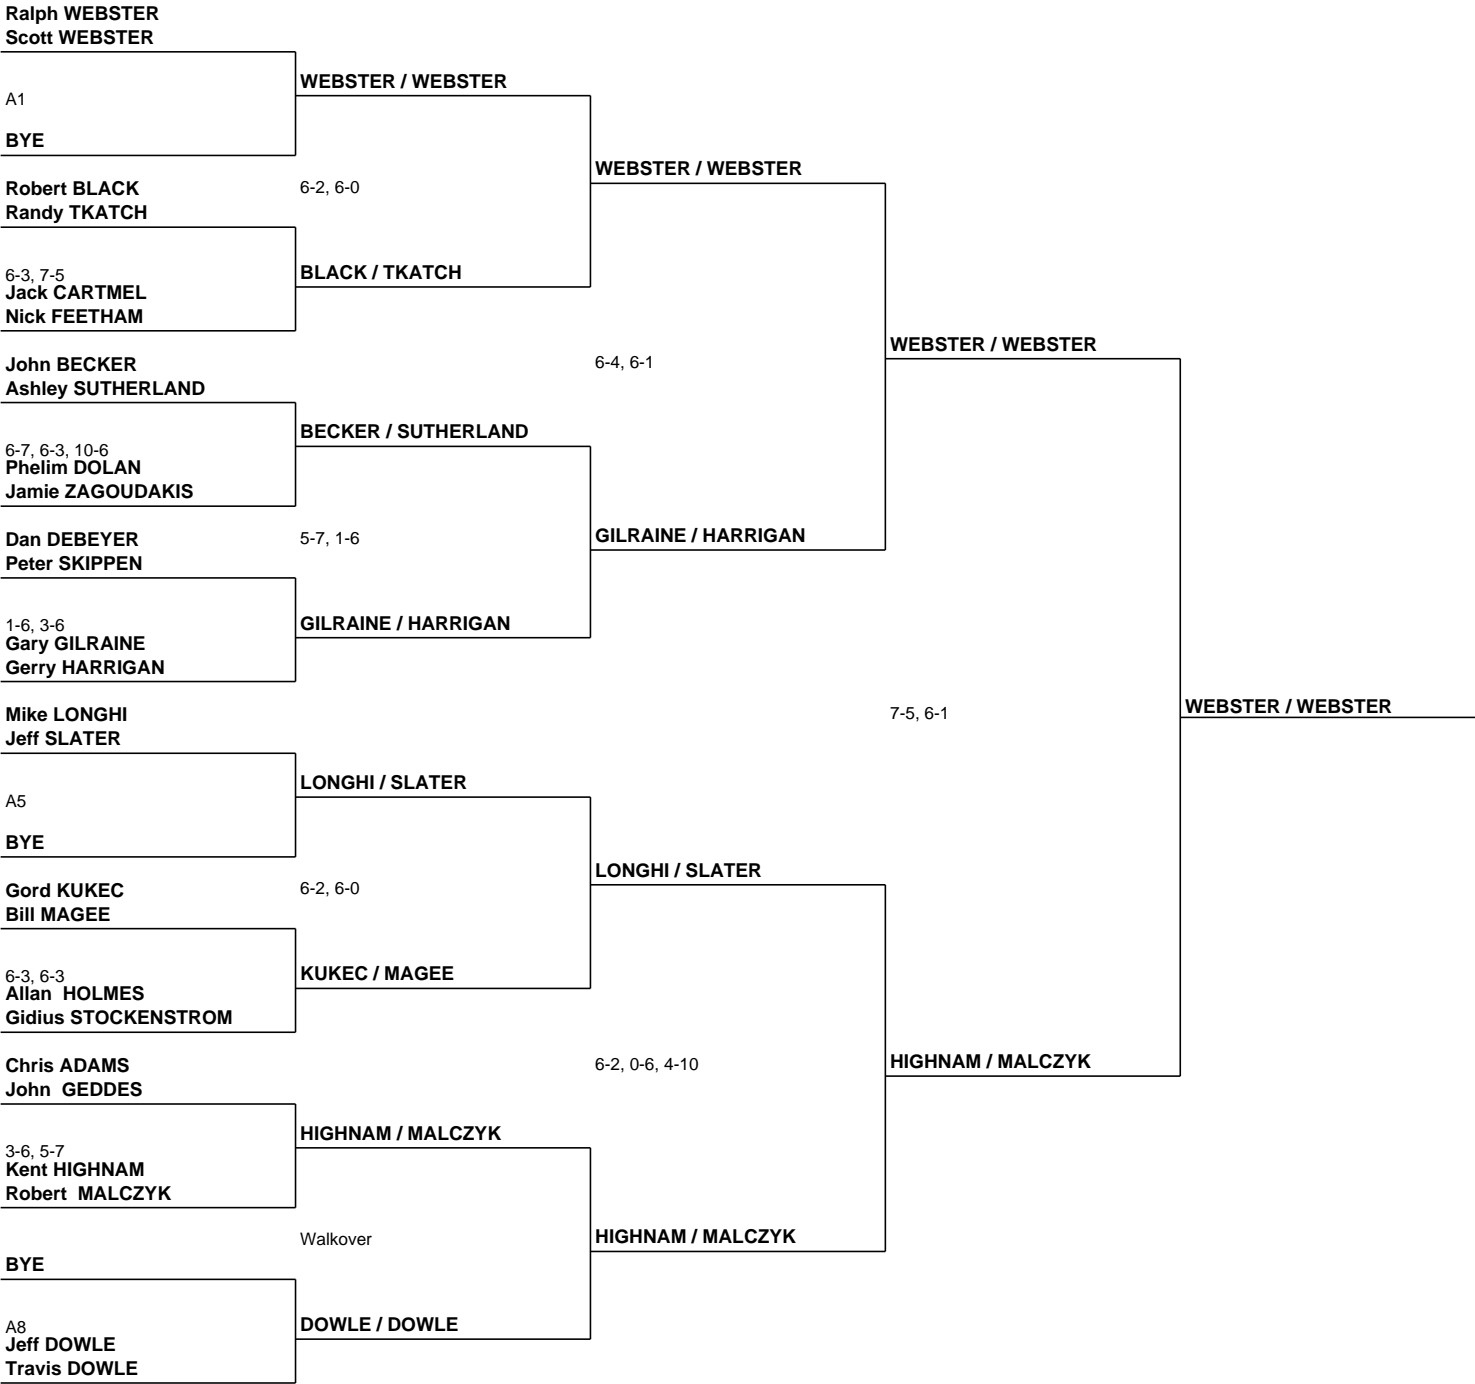 Ralph WEBSTER
Scott WEBSTER
A1
BYE
Robert BLACK
Randy TKATCH
6-3, 7-5
Jack CARTMEL
Nick FEETHAM
John BECKER
Ashley SUTHERLAND
6-7, 6-3, 10-6
Phelim DOLAN
Jamie ZAGOUDAKIS
Dan DEBEYER
Peter SKIPPEN
1-6, 3-6
Gary GILRAINE
Gerry HARRIGAN
Mike LONGHI
Jeff SLATER
A5
BYE
Gord KUKEC
Bill MAGEE
6-3, 6-3
Allan  HOLMES
Gidius STOCKENSTROM
Chris ADAMS
John  GEDDES
3-6, 5-7
Kent HIGHNAM
Robert  MALCZYK
BYE
A8
Jeff DOWLE
Travis DOWLE
WEBSTER / WEBSTER
6-2, 6-0
BLACK / TKATCH
BECKER / SUTHERLAND
5-7, 1-6
GILRAINE / HARRIGAN
LONGHI / SLATER
6-2, 6-0
KUKEC / MAGEE
HIGHNAM / MALCZYK
Walkover
DOWLE / DOWLE
WEBSTER / WEBSTER
6-4, 6-1
GILRAINE / HARRIGAN
LONGHI / SLATER
6-2, 0-6, 4-10
HIGHNAM / MALCZYK
WEBSTER / WEBSTER
7-5, 6-1
HIGHNAM / MALCZYK
WEBSTER / WEBSTER